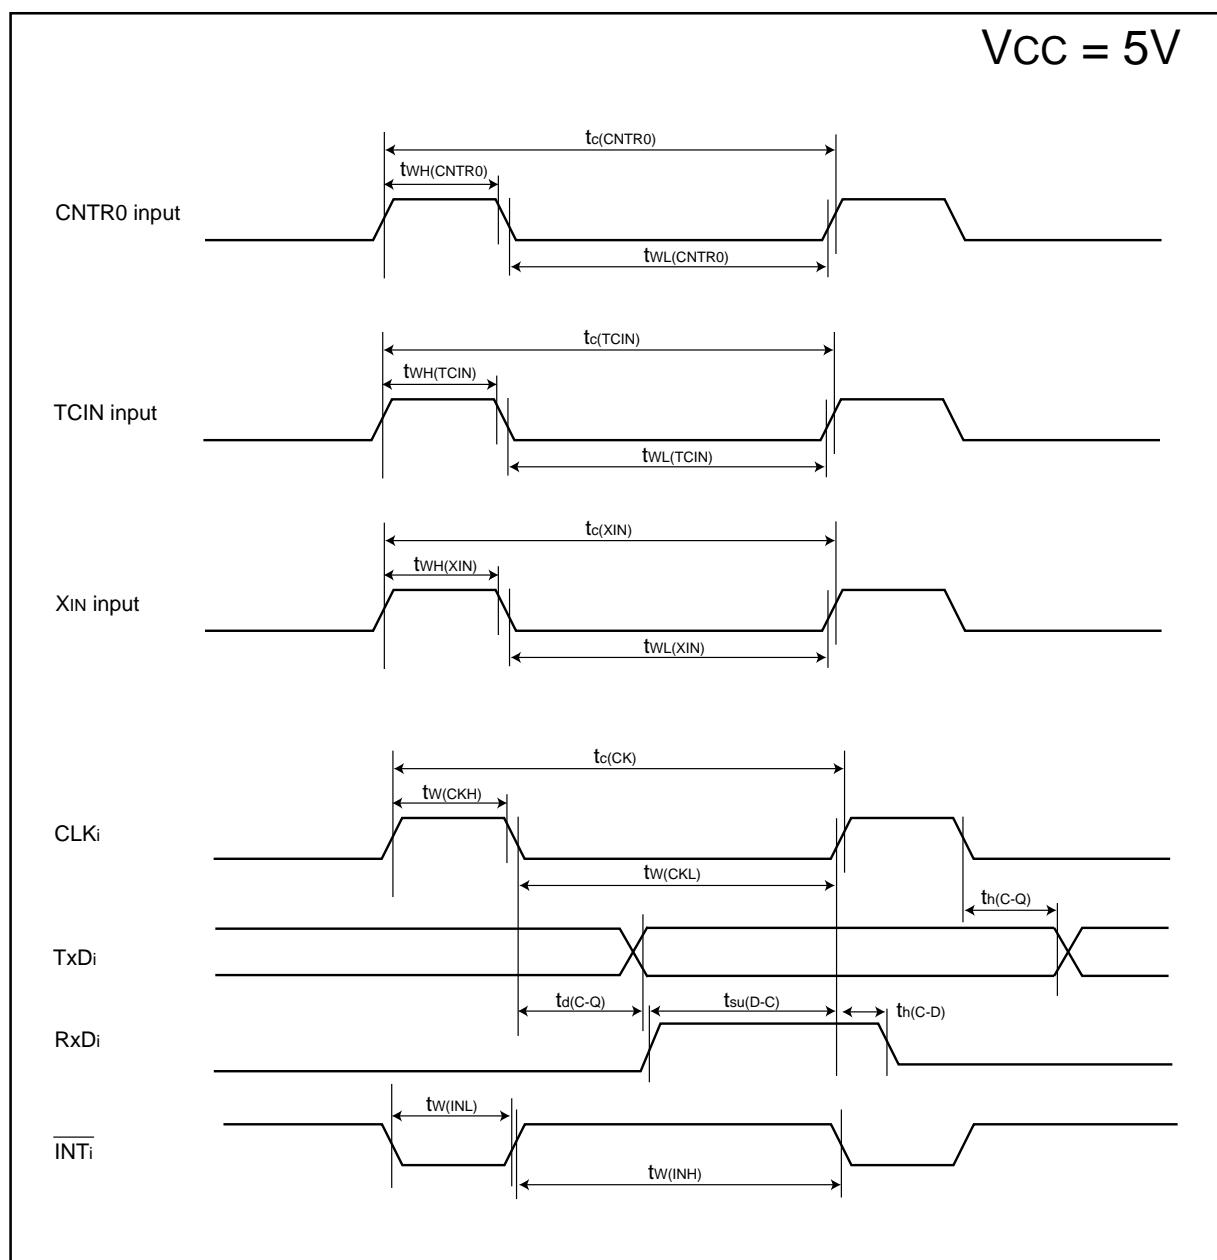 VCC = 5V
tc(CNTR0)
tWH(CNTR0)
CNTR0 input
tWL(CNTR0)
tc(TCIN)
tWH(TCIN)
TCIN input
tWL(TCIN)
tc(XIN)
tWH(XIN)
XIN input
tWL(XIN)
tc(CK)
tW(CKH)
CLKi
tW(CKL)
th(C-Q)
TxDi
td(C-Q)
tsu(D-C)
th(C-D)
RxDi
tW(INL)
INTi
tW(INH)